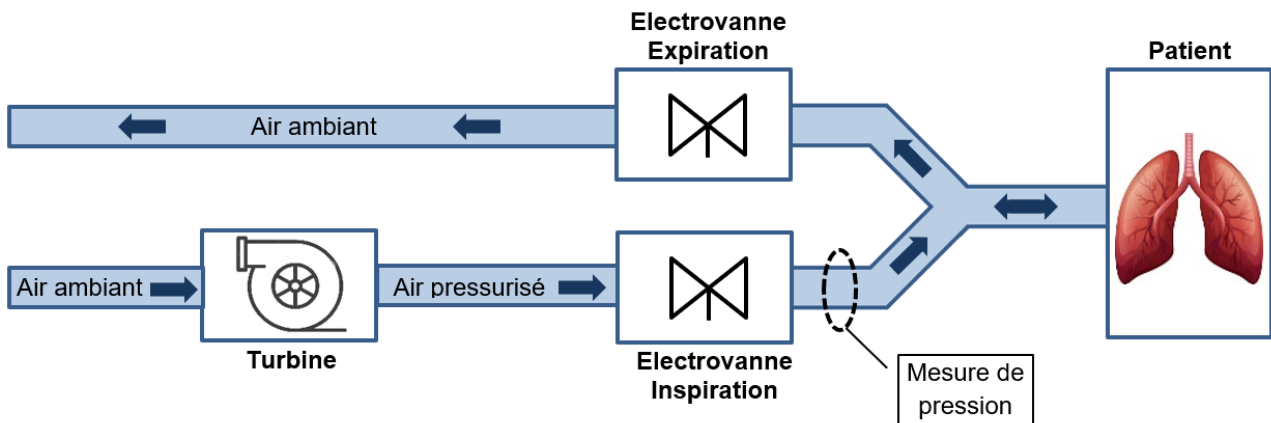 Electrovanne
Expiration
Patient
Air ambiant
Air ambiant
Air pressurisé
Turbine
Electrovanne
Inspiration
Mesure de
pression